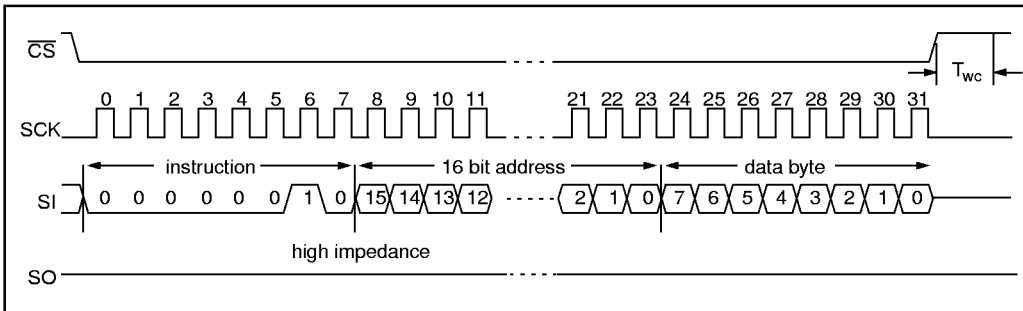 CS
TWC
0 1 2 3 4 5 6 7 8 9 10 11 21 22 23 24 25 26 27 28 29 30 31
SCK
instruction 16 bit address data byte
SI 0 0 0 0 0 0 1 0 15 14 13 12 2 1 0 7 6 5 4 3 2 1 0
high impedance
SO